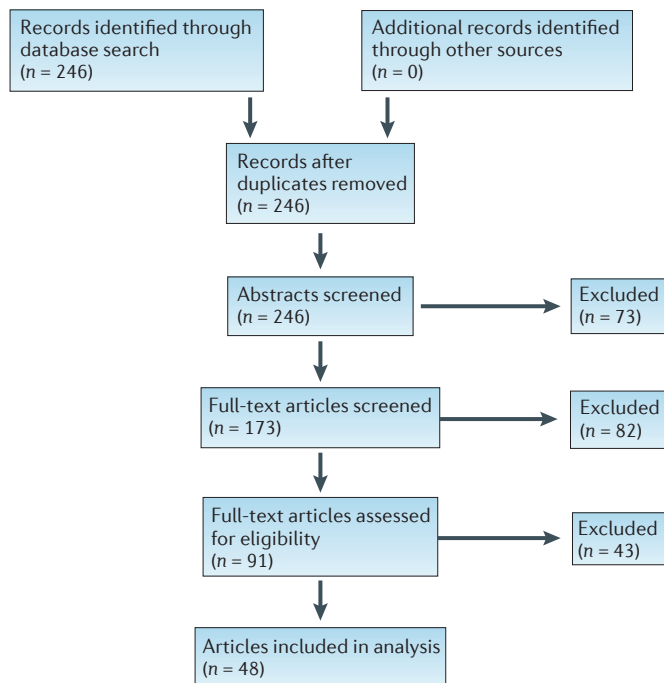 Records identified through
database search
(n = 246)
Additional records identified
through other sources
(n = 0)
Records after
duplicates removed
(n = 246)
Abstracts screened
(n = 246)
Excluded
(n = 73)
Full-text articles screened
(n = 173)
Excluded
(n = 82)
Full-text articles assessed
for eligibility
(n = 91)
Excluded
(n = 43)
Articles included in analysis
(n = 48)